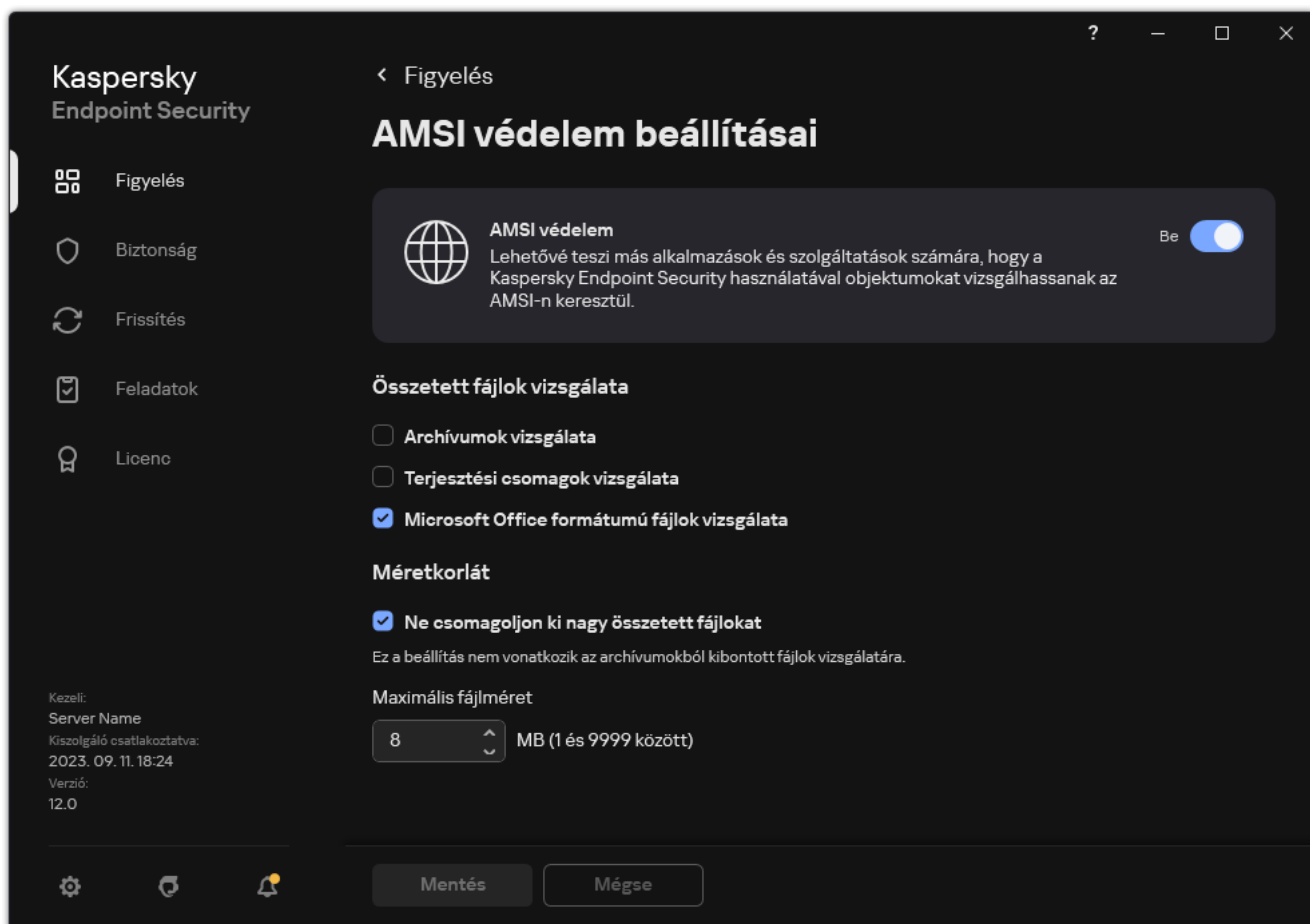 ?
Kaspersky
Endpoint Security
Figyelés
Biztonság
Frissítés
Feladatok
Licenc
Kezeli:
Server Name
Kiszolgáló csatlakoztatva:
2023. 09. 11. 18:24
Verzió:
12.0
Figyelés
AMSI védelem beállításai
AMSI védelem
Lehetővé teszi más alkalmazások és szolgáltatások számára, hogy a
Kaspersky Endpoint Security használatával objektumokat vizsgálhassanak az
AMSI-n keresztül.
Be
Összetett fájlok vizsgálata
Archívumok vizsgálata
Terjesztési csomagok vizsgálata
Microsoft Office formátumú fájlok vizsgálata
Méretkorlát
Ne csomagoljon ki nagy összetett fájlokat
Ez a beállítás nem vonatkozik az archívumokból kibontott fájlok vizsgálatára.
Maximális fájlméret
8 MB (1 és 9999 között)
Mentés
Mégse